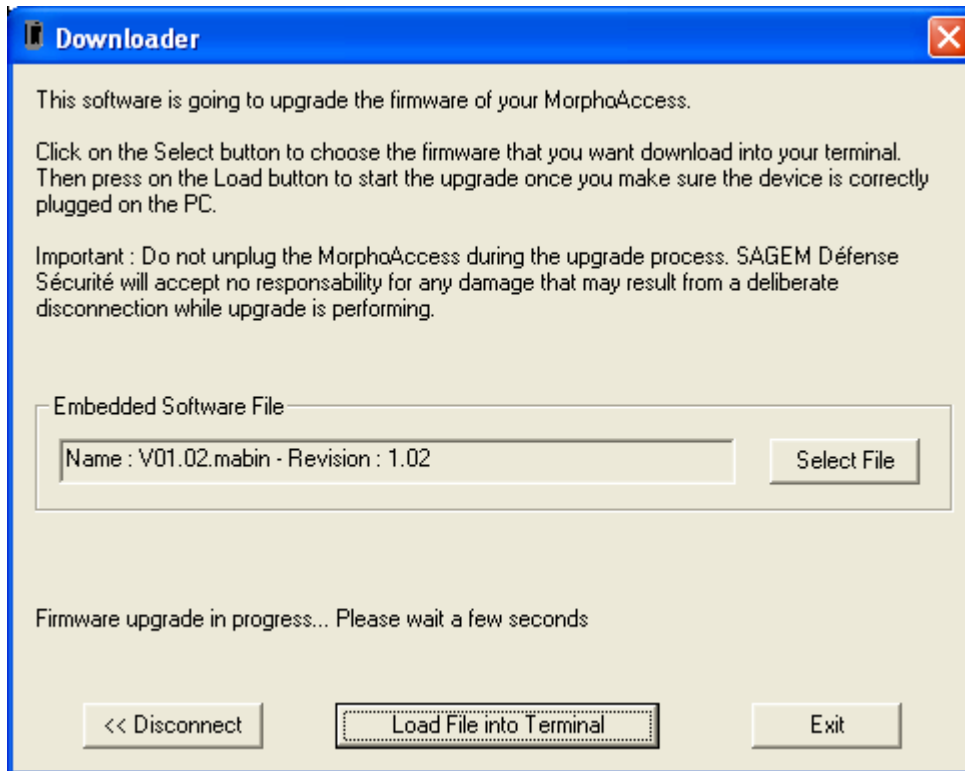 Downloader
This software is going to upgrade the firmware of your MorphoAccess.
Click on the Select button to choose the firmware that you want download into your terminal.
Then press on the Load button to start the upgrade once you make sure the device is correctly
plugged on the PC.
Important : Do not unplug the MorphoAccess during the upgrade process. SAGEM Défense
Sécurité will accept no responsability for any damage that may result from a deliberate
disconnection while upgrade is performing.
Embedded Software File
Name : V01.02.mabin - Revision : 1.02
Select File
Firmware upgrade in progress... Please wait a few seconds
<< Disconnect
Load File into Terminal
Exit